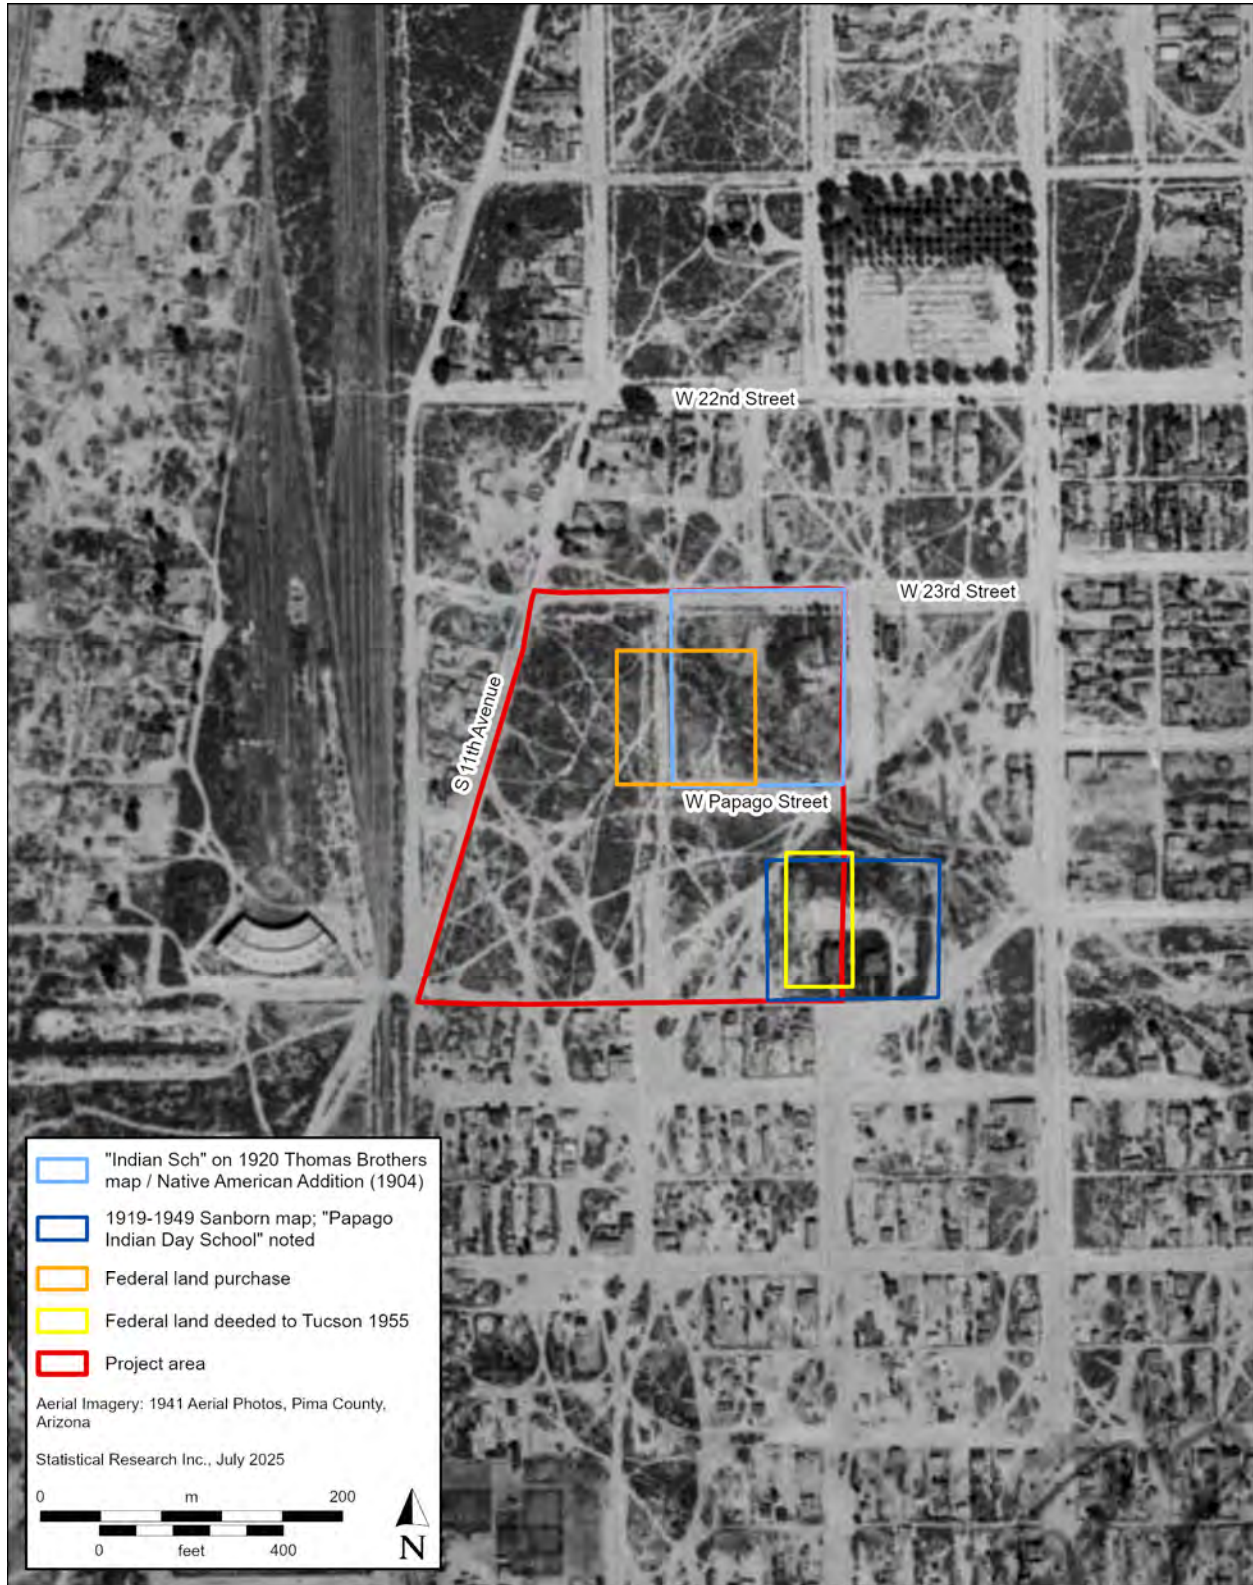 W 22nd Street
W 23rd Street
S 11th Avenue
W Papago Street
"Indian Sch" on 1920 Thomas Brothers
map / Native American Addition (1904)
1919-1949 Sanborn map; "Papago
Indian Day School" noted
Federal land purchase
Federal land deeded to Tucson 1955
Project area
Aerial Imagery: 1941 Aerial Photos, Pima County,
Arizona
Statistical Research Inc., July 2025
0 m 200
0 feet 400
N